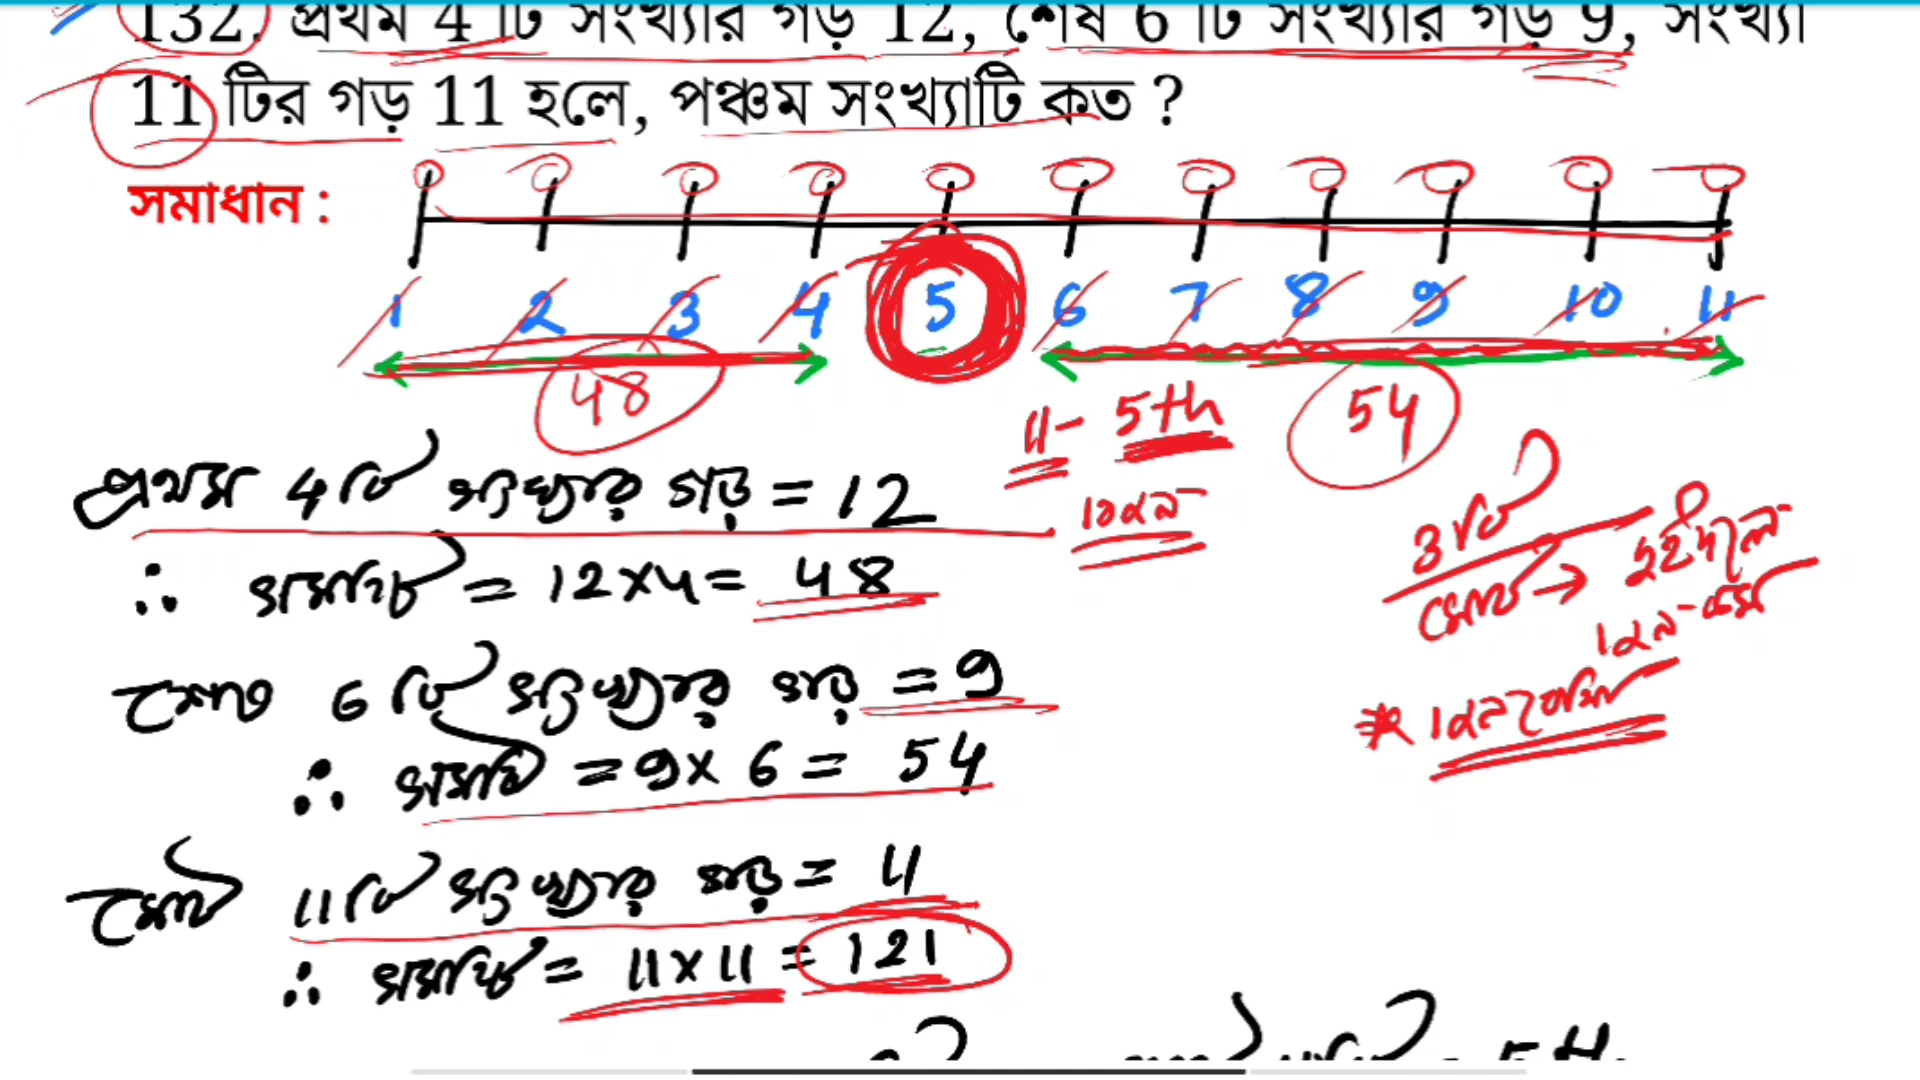 132. প্রথম 4 টি সংখ্যার গড় 12, শেষ 6 টি সংখ্যার গড় 9, সংখ্যা
11 টির গড় 11 হলে, পঞ্চম সংখ্যাটি কত ?
সমাধান :
1 2 3 4 5 6 7 8 9 10 11
48 54
11- 5th
প্রথম 4টি সংখ্যার গড় = 12
∴ সমষ্টি = 12×4= 48
3টি
শেষ 6 টি সংখ্যার গড় = 9
∴ সমষ্টি = 9× 6 = 54
মোট 11টি সংখ্যার গড় = 11
∴ সমষ্টি = 11×11 = 121
5th